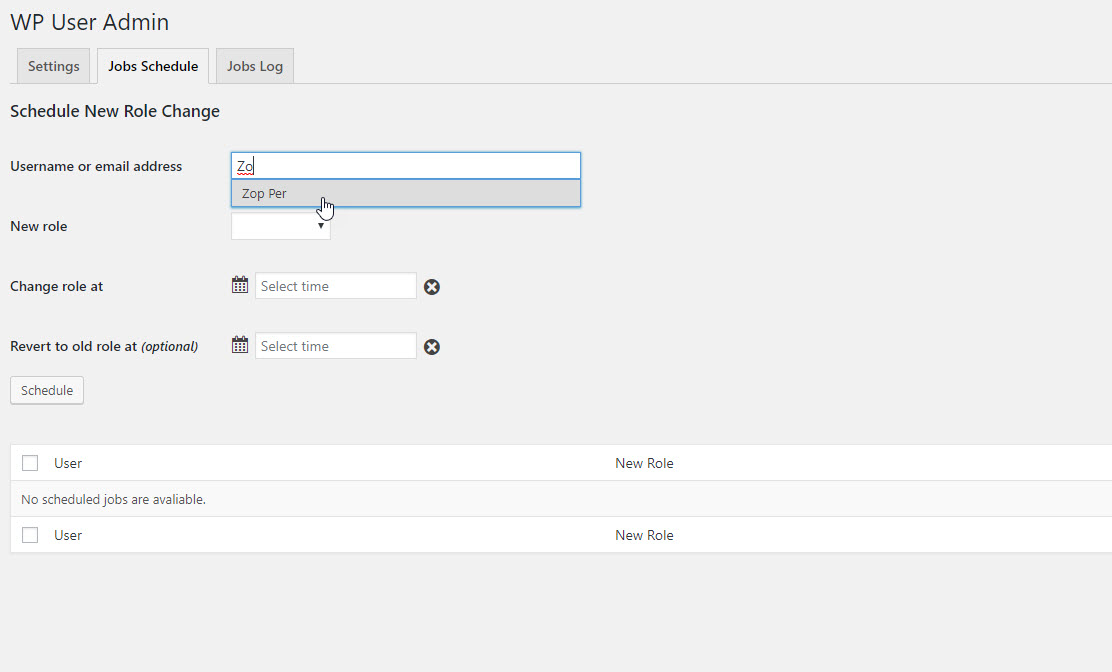 WP User Admin
Settings Jobs Schedule Jobs Log
Schedule New Role Change
Username or email address Zo
Zop Per
New role
Change role at Select time
Revert to old role at (optional) Select time
Schedule
User New Role
No scheduled jobs are avaliable.
User New Role